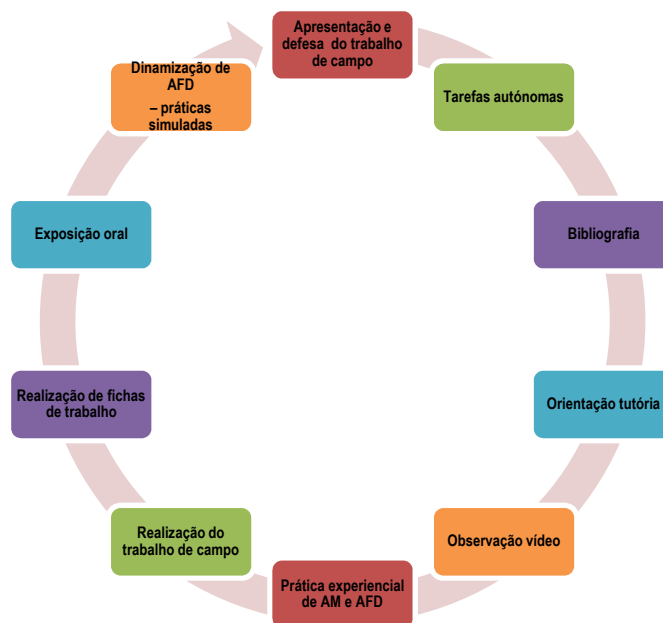 Apresentação e
defesa do trabalho
de campo
Tarefas autónomas
Bibliografia
Orientação tutória
Observação vídeo
Prática experiencial
de AM e AFD
Realização do
trabalho de campo
Realização de fichas
de trabalho
Exposição oral
Dinamização de
AFD
– práticas
simuladas